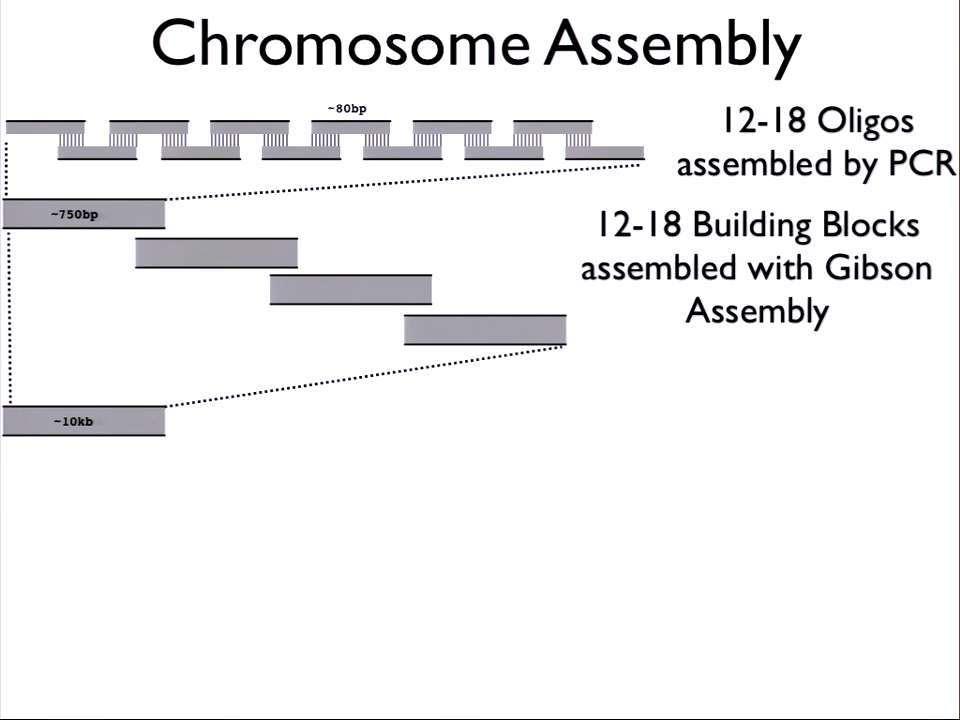 Chromosome Assembly
~80bp
12-18 Oligos
assembled by PCR
~750bp
12-18 Building Blocks
assembled with Gibson
Assembly
~10kb